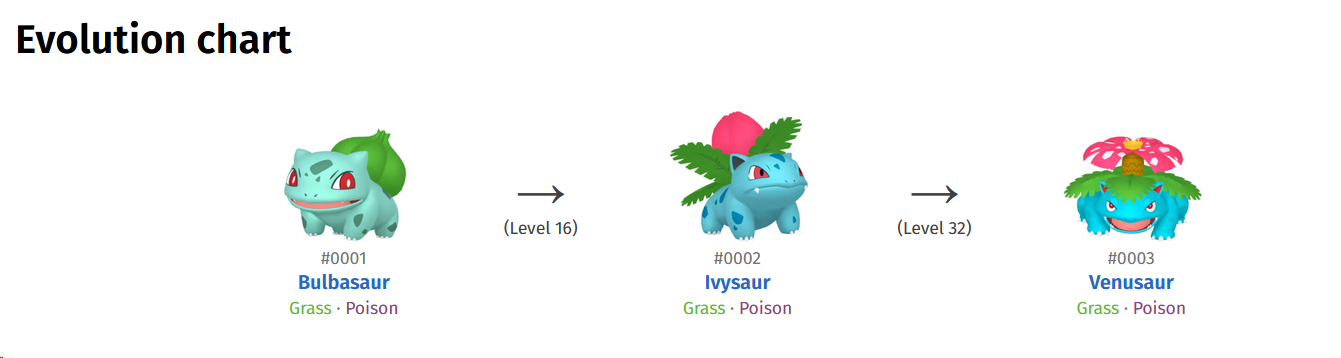 Evolution chart
→
(Level 16)
→
(Level 32)
#0001
Bulbasaur
Grass · Poison
#0002
Ivysaur
Grass · Poison
#0003
Venusaur
Grass · Poison